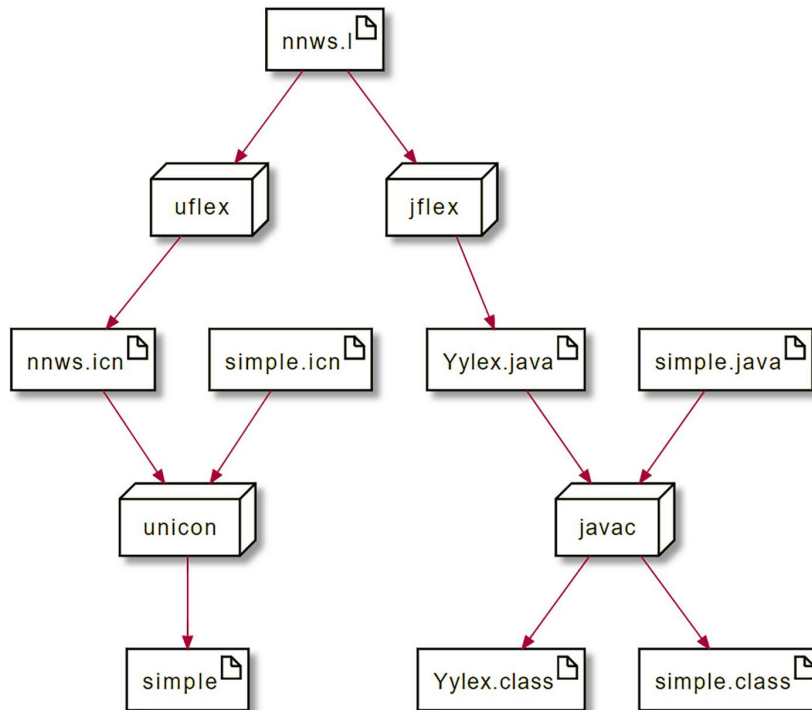 nnws.l
uflex
jflex
nnws.icn
simple.icn
Yylex.java
simple.java
unicon
javac
simple
Yylex.class
simple.class